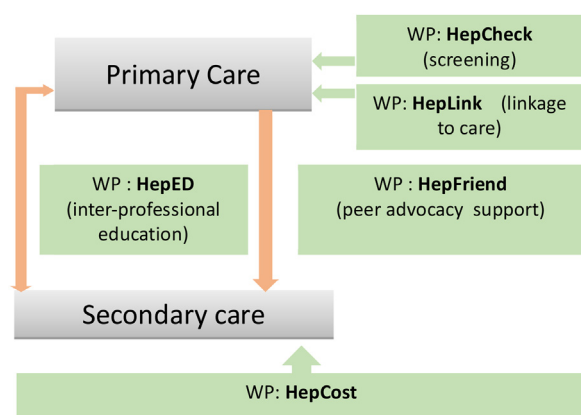 WP: HepCheck
(screening)
Primary Care
WP: HepLink (linkage
to care)
WP : HepED
(inter-professional
education)
WP : HepFriend
(peer advocacy support)
Secondary care
WP: HepCost